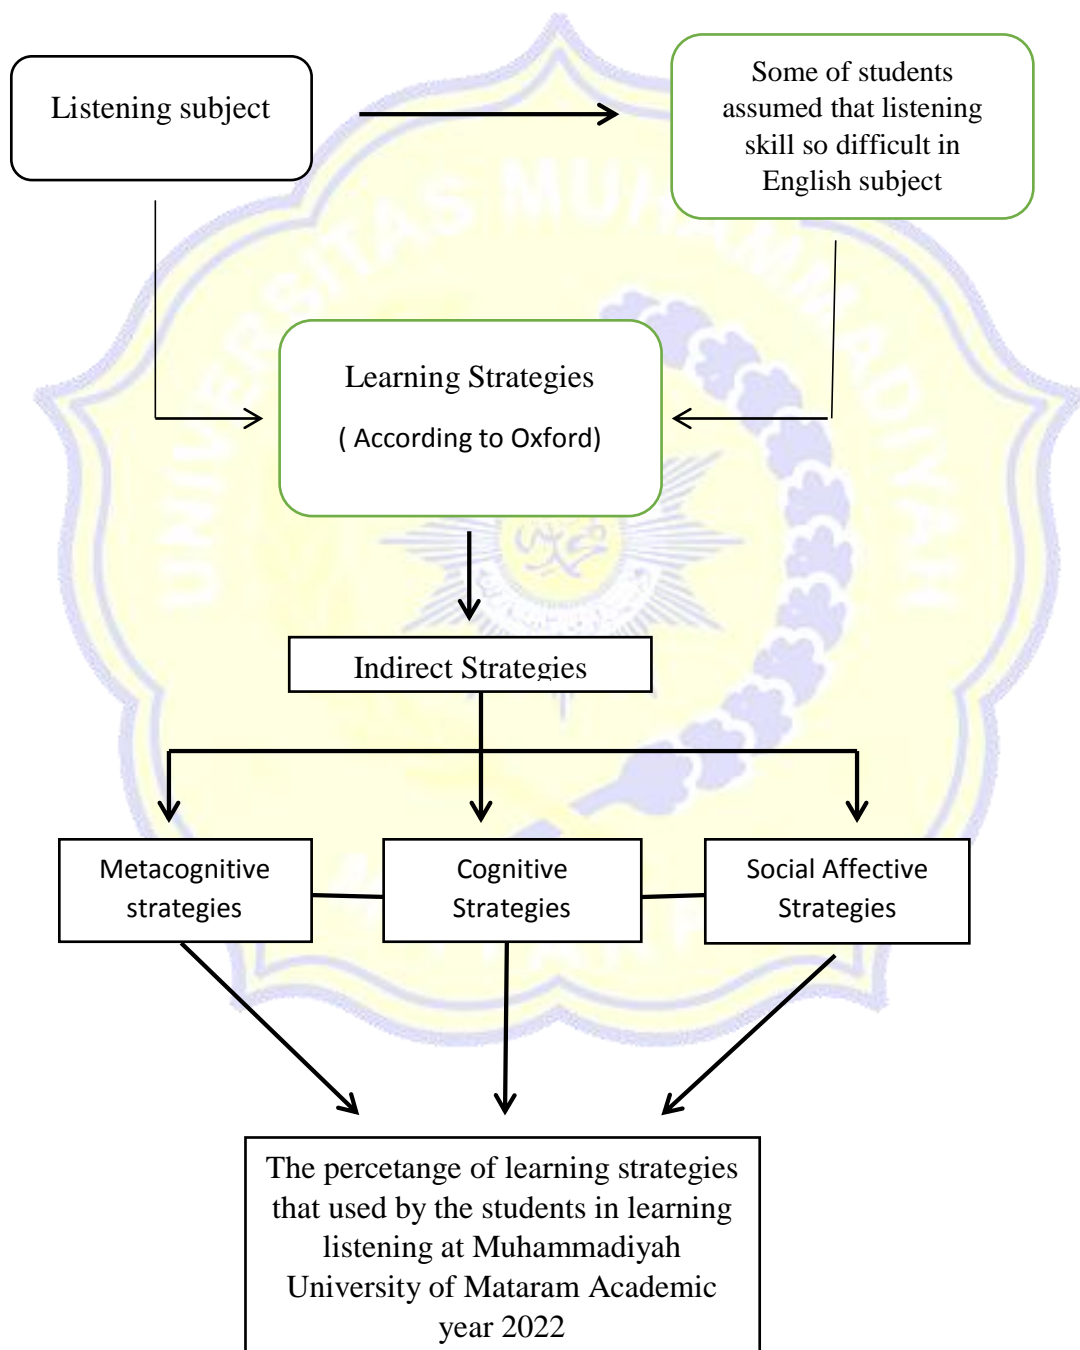 Listening subject
Some of students
assumed that listening
skill so difficult in
English subject
UNIVERSITAS MUHAMMADIYAH
Learning Strategies
( According to Oxford)
Indirect Strategies
Metacognitive
strategies
Cognitive
Strategies
Social Affective
Strategies
The percetange of learning strategies
that used by the students in learning
listening at Muhammadiyah
University of Mataram Academic
year 2022